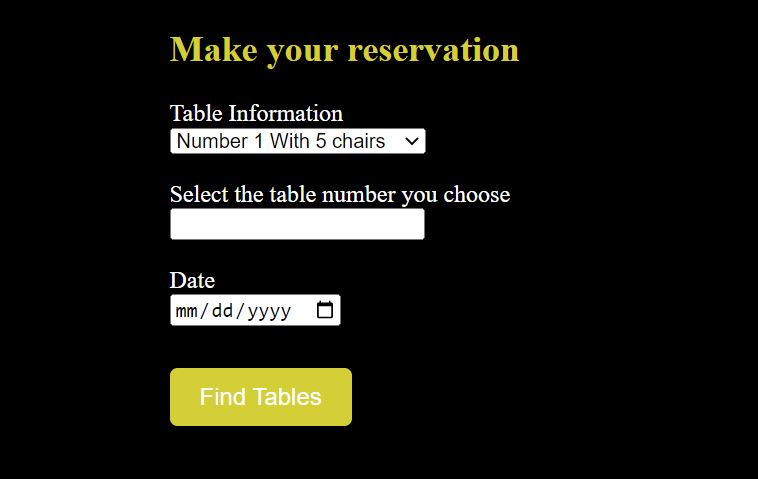 Make your reservation
Table Information
Number 1 With 5 chairs
Select the table number you choose
Date
mm/dd/yyyy
Find Tables